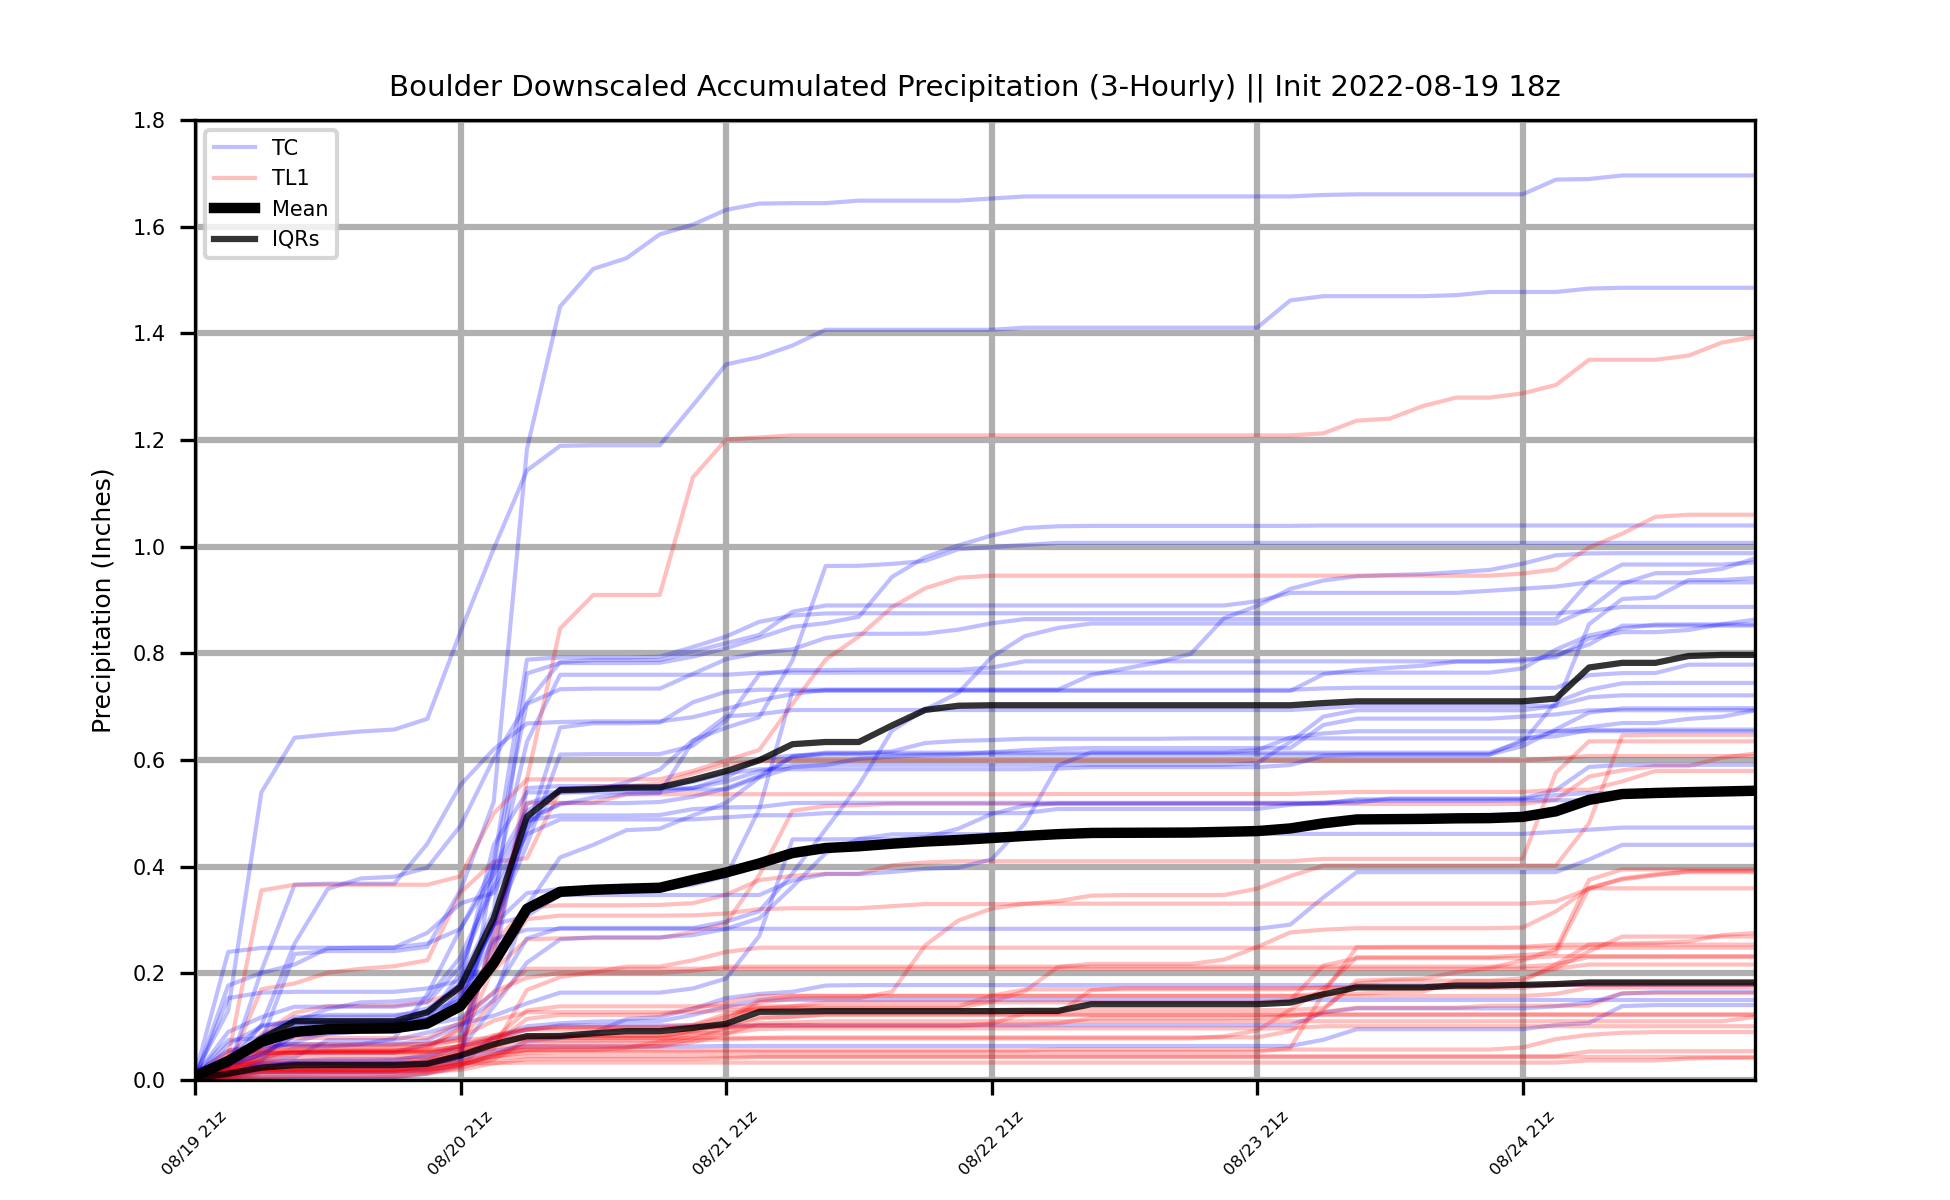 Boulder Downscaled Accumulated Precipitation (3-Hourly) || Init 2022-08-19 18z
TC
TL1
Mean
IQRs
Precipitation (Inches)
1.8
1.6
1.4
1.2
1.0
0.8
0.6
0.4
0.2
0.0
08/19 21z
08/20 21z
08/21 21z
08/22 21z
08/23 21z
08/24 21z